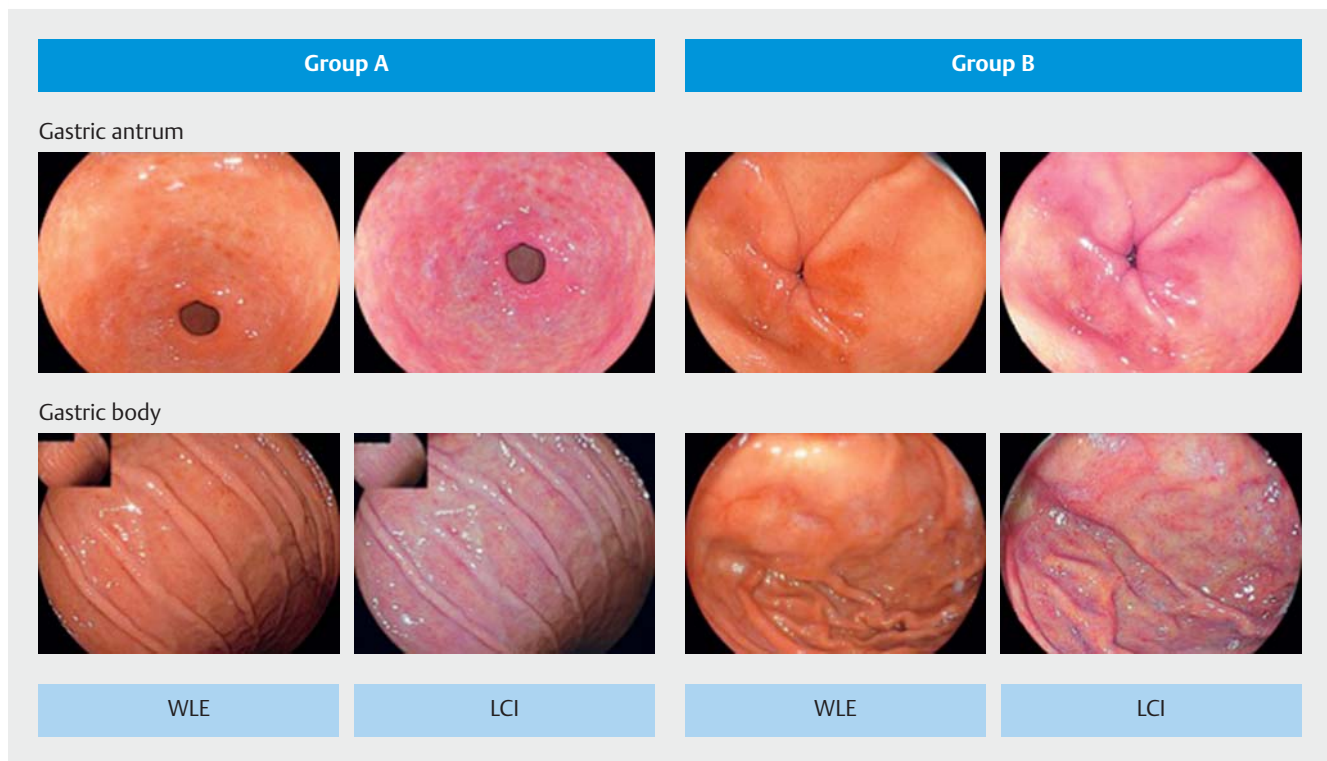 Group A
Group B
Gastric antrum
Gastric body
WLE
LCI
WLE
LCI